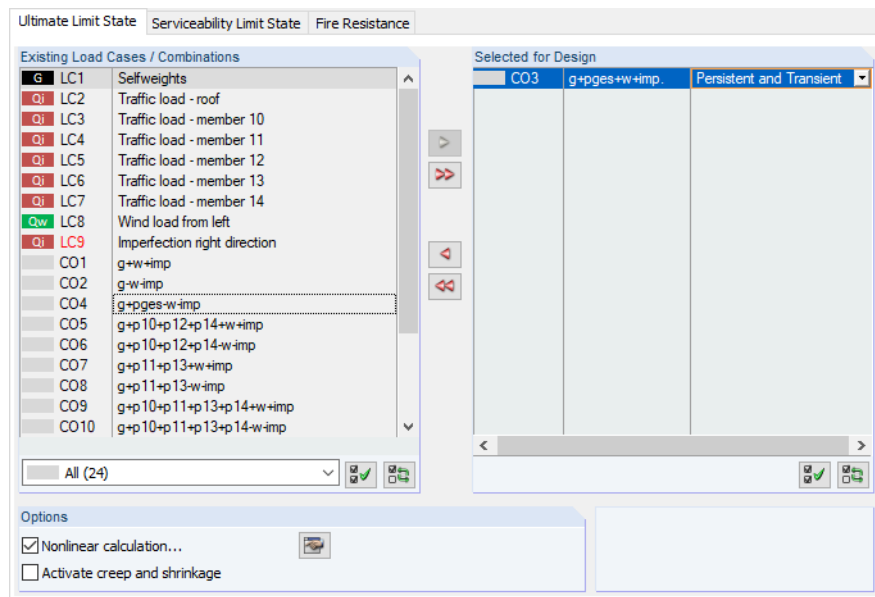 Ultimate Limit State Serviceability Limit State Fire Resistance
Existing Load Cases / Combinations
G LC1 Selfweights
Qi LC2 Traffic load - roof
Qi LC3 Traffic load - member 10
Qi LC4 Traffic load - member 11
Qi LC5 Traffic load - member 12
Qi LC6 Traffic load - member 13
Qi LC7 Traffic load - member 14
Qw LC8 Wind load from left
Qi LC9 Imperfection right direction
CO1 g+w+imp
CO2 g-w-imp
CO4 g+pges-w-imp
CO5 g+p10+p12+p14+w+imp
CO6 g+p10+p12+p14-w-imp
CO7 g+p11+p13+w+imp
CO8 g+p11+p13-w-imp
CO9 g+p10+p11+p13+p14+w+imp
CO10 g+p10+p11+p13+p14-w-imp
All (24)
Selected for Design
CO3 g+pges+w+imp. Persistent and Transient
Options
Nonlinear calculation...
Activate creep and shrinkage